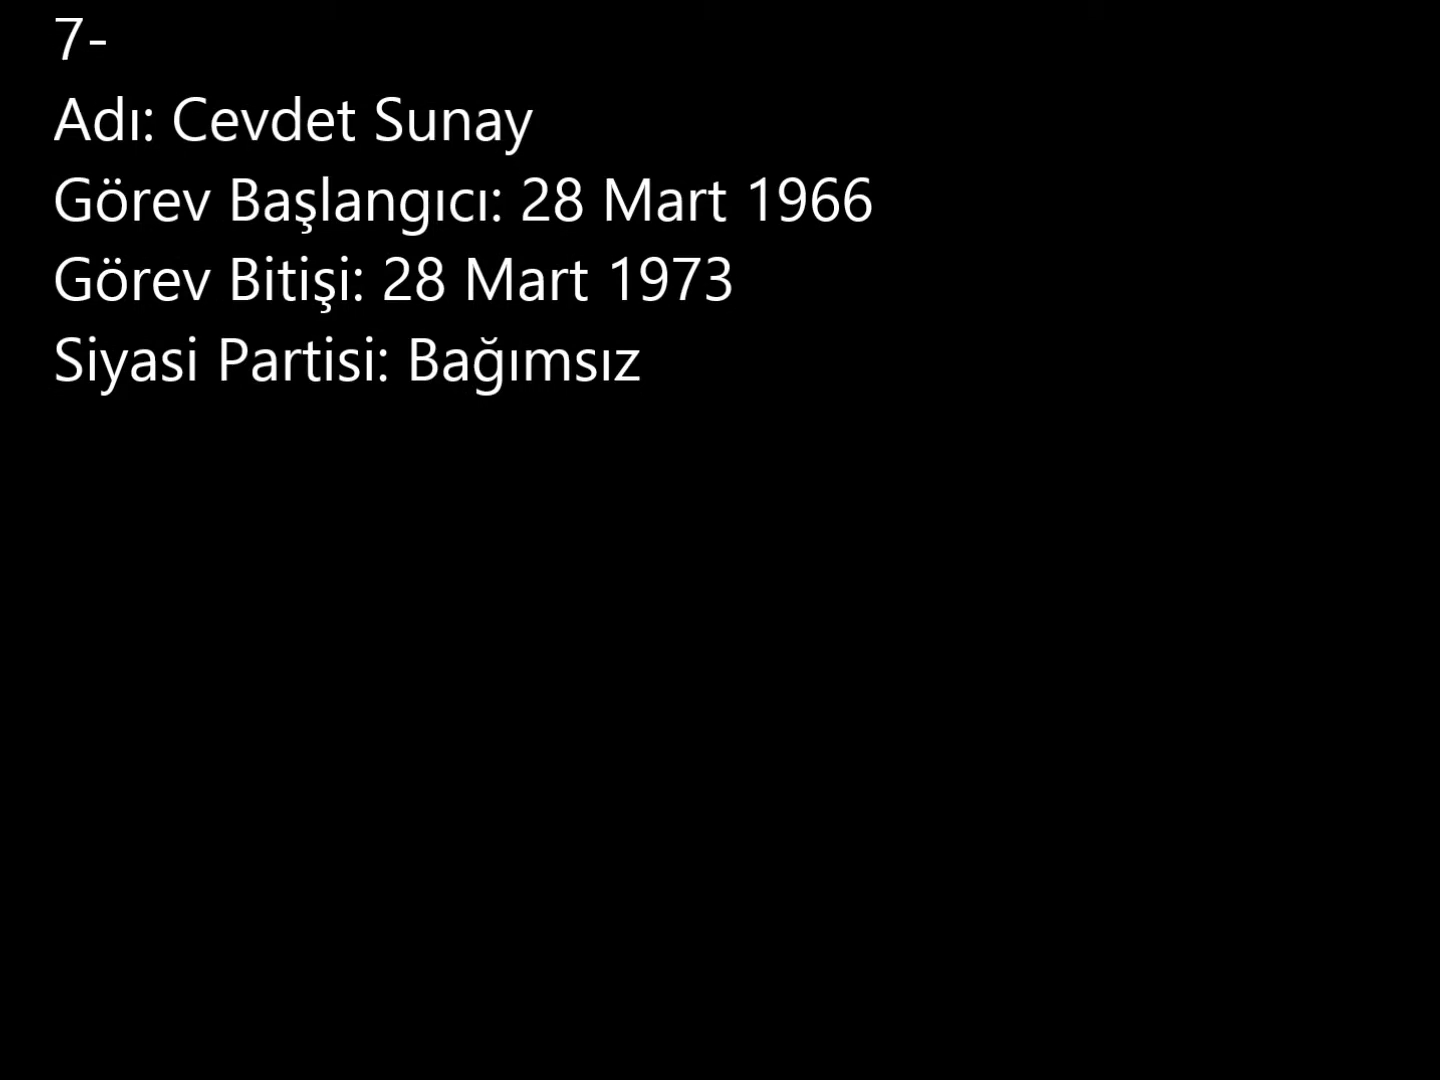 7-
Adı: Cevdet Sunay
Görev Başlangıcı: 28 Mart 1966
Görev Bitişi: 28 Mart 1973
Siyasi Partisi: Bağımsız